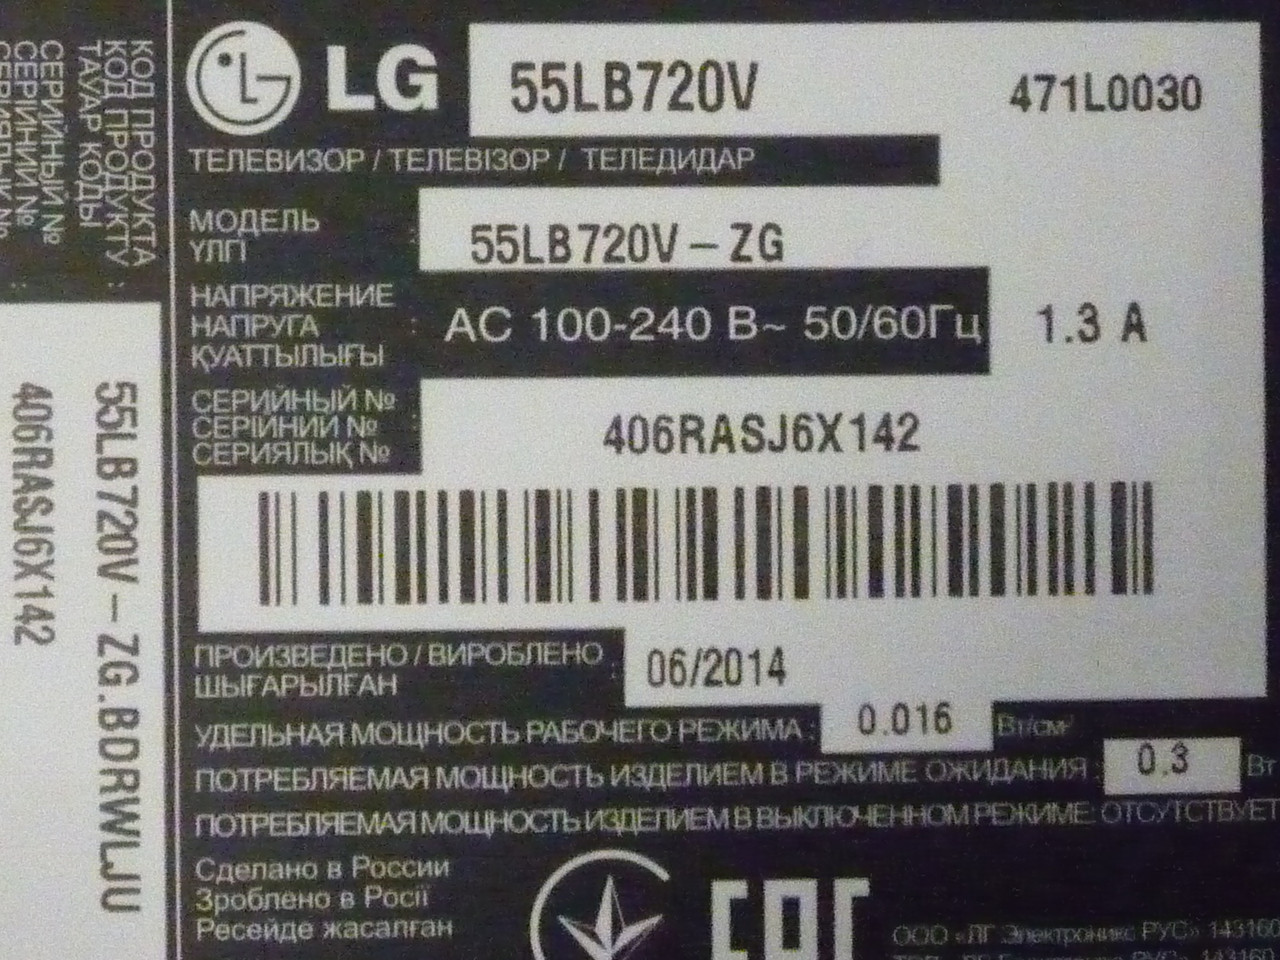 КОД ПРОДУКТА
КОД ПРОДУКТУ :
ТАУАР КОДЫ
СЕРИЙНЫЙ №
СЕРІЙНИЙ № :
СЕРИЯЛЫҚ №
55LB720V – ZG.BDRWLJU
406RASJ6X142
LG 55LB720V 471L0030
ТЕЛЕВИЗОР / ТЕЛЕВІЗОР / ТЕЛЕДИДАР
МОДЕЛЬ
ҮЛГІ : 55LB720V – ZG
НАПРЯЖЕНИЕ
НАПРУГА : AC 100-240 В~ 50/60Гц 1.3 A
ҚУАТТЫЛЫҒЫ
СЕРИЙНЫЙ №
СЕРІЙНИЙ № 406RASJ6X142
СЕРИЯЛЫҚ №
ПРОИЗВЕДЕНО / ВИРОБЛЕНО : 06/2014
ШЫҒАРЫЛҒАН
УДЕЛЬНАЯ МОЩНОСТЬ РАБОЧЕГО РЕЖИМА : 0.016 Вт/см²
ПОТРЕБЛЯЕМАЯ МОЩНОСТЬ ИЗДЕЛИЕМ В РЕЖИМЕ ОЖИДАНИЯ : 0.3 Вт
ПОТРЕБЛЯЕМАЯ МОЩНОСТЬ ИЗДЕЛИЕМ В ВЫКЛЮЧЕННОМ РЕЖИМЕ: ОТСУТСТВУЕТ
Сделано в России
Зроблено в Росії
Ресейде жасалған
ООО «ЛГ Электроникс РУС» 143160